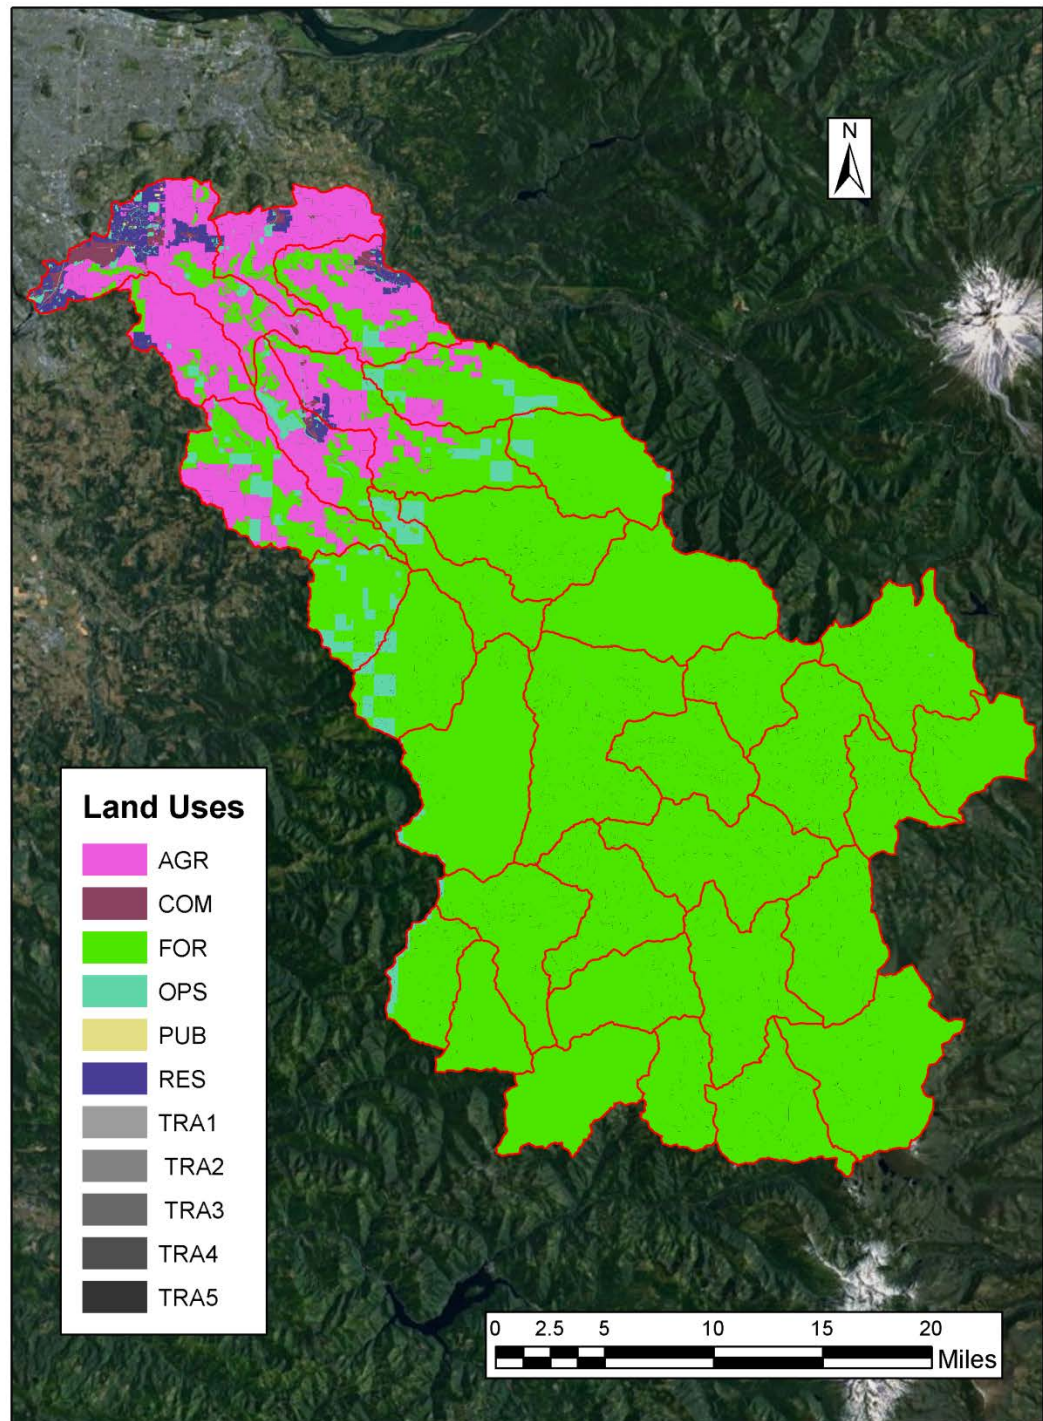 N
Land Uses
AGR
COM
FOR
OPS
PUB
RES
TRA1
TRA2
TRA3
TRA4
TRA5
0 2.5 5 10 15 20
Miles